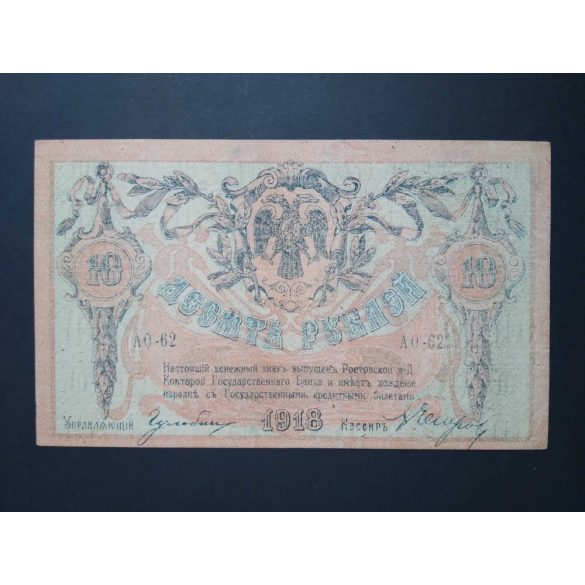 10 10
ДЕСЯТЬ РУБЛЕЙ
АО-62 АО-62
Настоящій денежный знакъ выпущенъ Ростовской н-Д
Конторой Государственнаго Банка и имѣетъ хожденіе
наравнѣ съ Государственными кредитными билетами
Управляющій 1918 Кассиръ